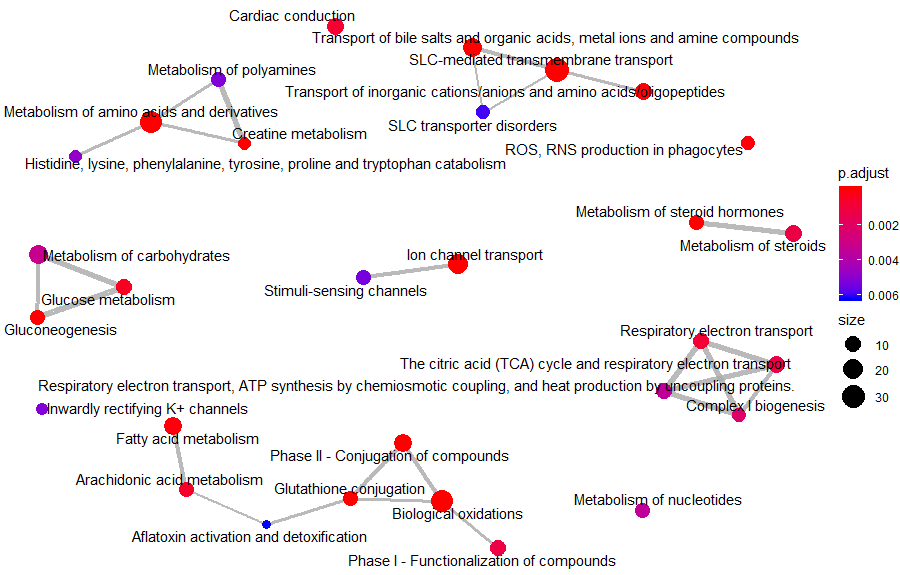 Cardiac conduction
Transport of bile salts and organic acids, metal ions and amine compounds
SLC-mediated transmembrane transport
Metabolism of polyamines
Transport of inorganic cations/anions and amino acids/oligopeptides
Metabolism of amino acids and derivatives
SLC transporter disorders
Creatine metabolism
ROS, RNS production in phagocytes
Histidine, lysine, phenylalanine, tyrosine, proline and tryptophan catabolism
p.adjust
0.002
0.004
0.006
Metabolism of steroid hormones
Metabolism of steroids
Metabolism of carbohydrates
Ion channel transport
Glucose metabolism
Stimuli-sensing channels
Gluconeogenesis
size
10
20
30
Respiratory electron transport
The citric acid (TCA) cycle and respiratory electron transport
Respiratory electron transport, ATP synthesis by chemiosmotic coupling, and heat production by uncoupling proteins.
Complex I biogenesis
Inwardly rectifying K+ channels
Fatty acid metabolism
Phase II - Conjugation of compounds
Arachidonic acid metabolism
Glutathione conjugation
Metabolism of nucleotides
Biological oxidations
Aflatoxin activation and detoxification
Phase I - Functionalization of compounds